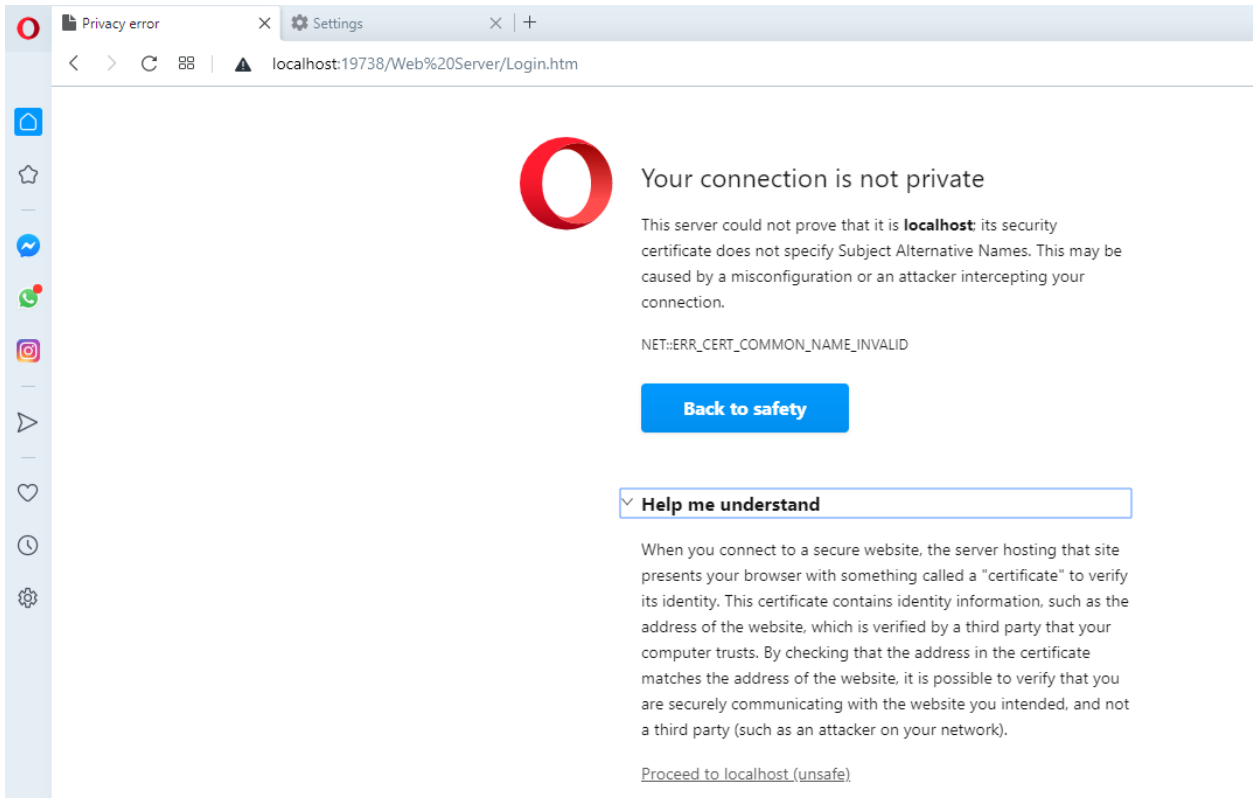 Privacy error
Settings
localhost:19738/Web%20Server/Login.htm
Your connection is not private
This server could not prove that it is localhost; its security
certificate does not specify Subject Alternative Names. This may be
caused by a misconfiguration or an attacker intercepting your
connection.
NET::ERR_CERT_COMMON_NAME_INVALID
Back to safety
Help me understand
When you connect to a secure website, the server hosting that site
presents your browser with something called a "certificate" to verify
its identity. This certificate contains identity information, such as the
address of the website, which is verified by a third party that your
computer trusts. By checking that the address in the certificate
matches the address of the website, it is possible to verify that you
are securely communicating with the website you intended, and not
a third party (such as an attacker on your network).
Proceed to localhost (unsafe)